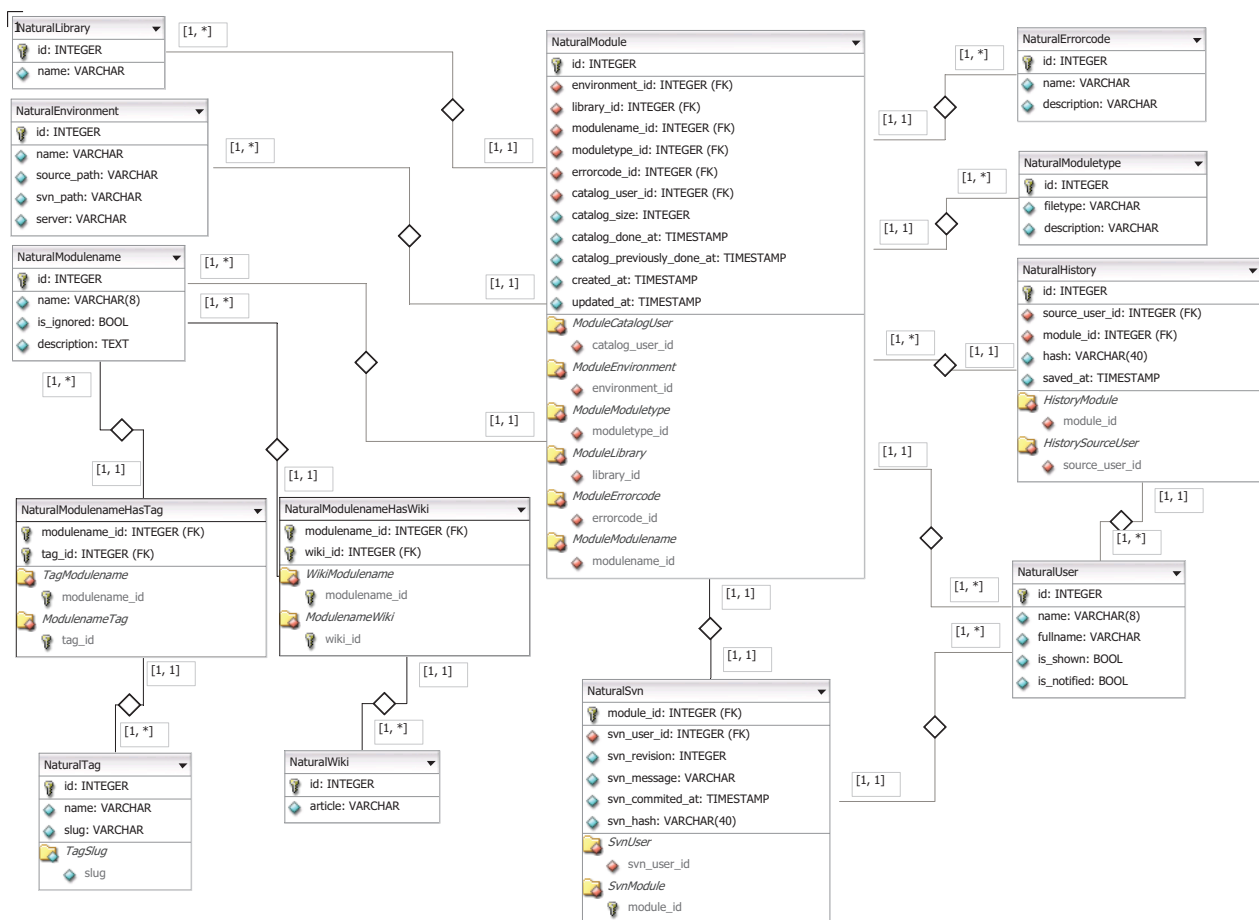 1
NaturalLibrary
id: INTEGER
name: VARCHAR
[1, *]
[1, 1]
NaturalEnvironment
id: INTEGER
name: VARCHAR
source_path: VARCHAR
svn_path: VARCHAR
server: VARCHAR
[1, *]
[1, 1]
NaturalModulename
id: INTEGER
name: VARCHAR(8)
is_ignored: BOOL
description: TEXT
[1, *]
[1, *]
[1, 1]
[1, *]
[1, 1]
[1, 1]
NaturalModulenameHasTag
modulename_id: INTEGER (FK)
tag_id: INTEGER (FK)
TagModulename
modulename_id
ModulenameTag
tag_id
[1, 1]
[1, *]
NaturalTag
id: INTEGER
name: VARCHAR
slug: VARCHAR
TagSlug
slug
NaturalModulenameHasWiki
modulename_id: INTEGER (FK)
wiki_id: INTEGER (FK)
WikiModulename
modulename_id
ModulenameWiki
wiki_id
[1, 1]
[1, *]
NaturalWiki
id: INTEGER
article: VARCHAR
NaturalModule
id: INTEGER
environment_id: INTEGER (FK)
library_id: INTEGER (FK)
modulename_id: INTEGER (FK)
moduletype_id: INTEGER (FK)
errorcode_id: INTEGER (FK)
catalog_user_id: INTEGER (FK)
catalog_size: INTEGER
catalog_done_at: TIMESTAMP
catalog_previously_done_at: TIMESTAMP
created_at: TIMESTAMP
updated_at: TIMESTAMP
ModuleCatalogUser
catalog_user_id
ModuleEnvironment
environment_id
ModuleModuletype
moduletype_id
ModuleLibrary
library_id
ModuleErrorcode
errorcode_id
ModuleModulename
modulename_id
[1, 1]
[1, 1]
NaturalSvn
module_id: INTEGER (FK)
svn_user_id: INTEGER (FK)
svn_revision: INTEGER
svn_message: VARCHAR
svn_commited_at: TIMESTAMP
svn_hash: VARCHAR(40)
SvnUser
svn_user_id
SvnModule
module_id
[1, *]
[1, 1]
NaturalErrorcode
id: INTEGER
name: VARCHAR
description: VARCHAR
[1, *]
[1, 1]
NaturalModuletype
id: INTEGER
filetype: VARCHAR
description: VARCHAR
[1, *]
[1, 1]
NaturalHistory
id: INTEGER
source_user_id: INTEGER (FK)
module_id: INTEGER (FK)
hash: VARCHAR(40)
saved_at: TIMESTAMP
HistoryModule
module_id
HistorySourceUser
source_user_id
[1, 1]
[1, *]
[1, 1]
[1, *]
[1, *]
[1, 1]
NaturalUser
id: INTEGER
name: VARCHAR(8)
fullname: VARCHAR
is_shown: BOOL
is_notified: BOOL